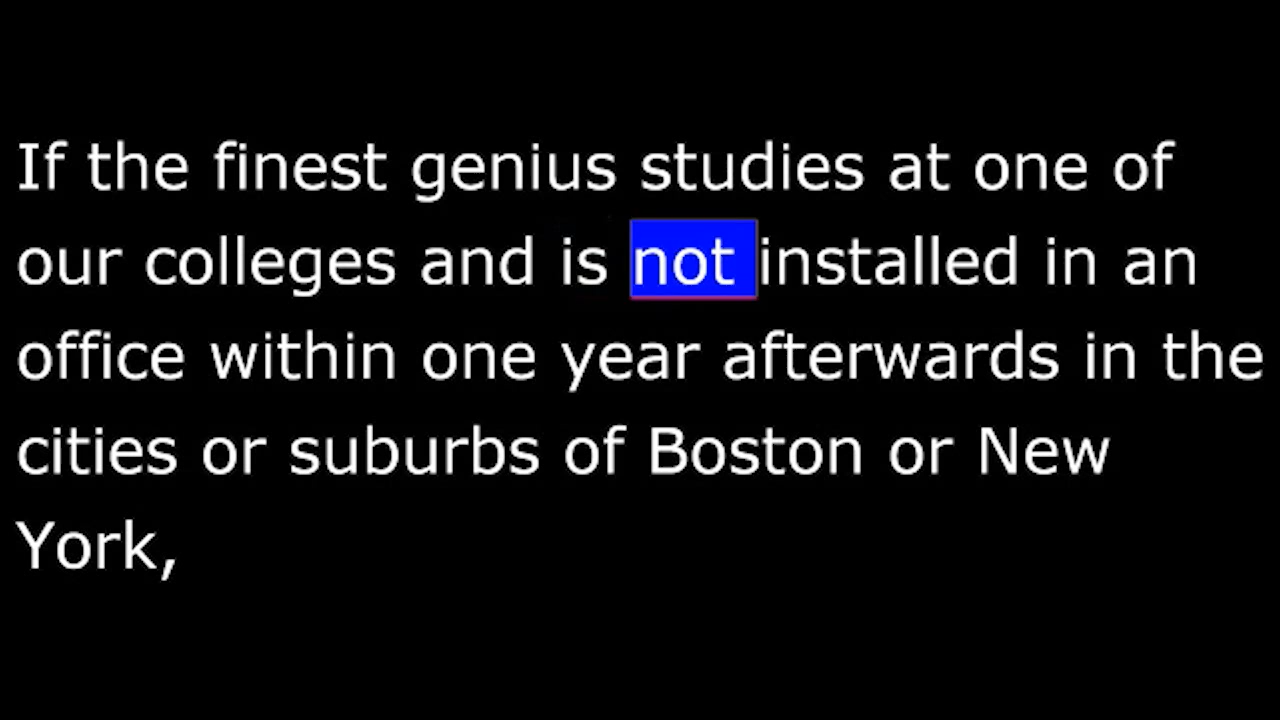 If the finest genius studies at one of
our colleges and is not installed in an
office within one year afterwards in the
cities or suburbs of Boston or New
York,